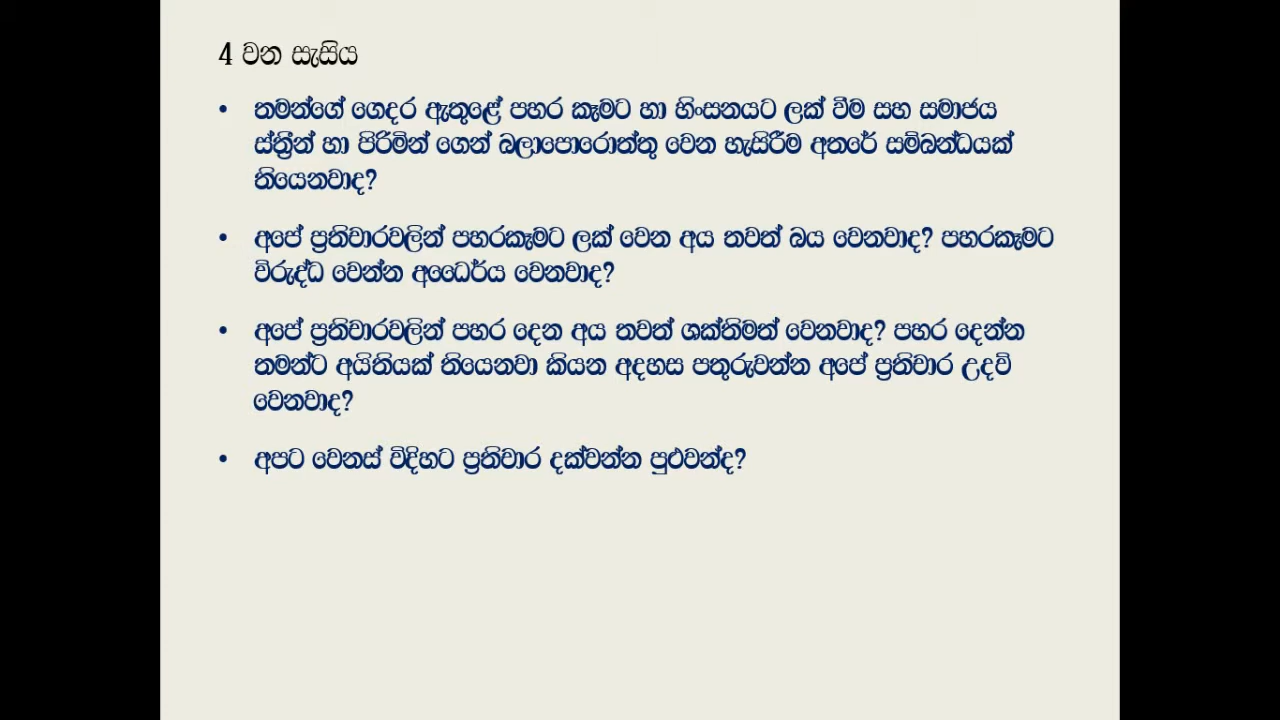 4 වන සැසිය
• තමන්ගේ ගෙදර ඇතුළේ පහර කෑමට හා හිංසනයට ලක් වීම සහ සමාජය
ස්ත්‍රීන් හා පිරිමින් ගෙන් බලාපොරොත්තු වෙන හැසිරීම අතරේ සම්බන්ධයක්
තියෙනවාද?
• අපේ ප්‍රතිචාරවලින් පහරකෑමට ලක් වෙන අය තවත් බය වෙනවාද? පහරකෑමට
විරුද්ධ වෙන්න අධෛර්ය වෙනවාද?
• අපේ ප්‍රතිචාරවලින් පහර දෙන අය තවත් ශක්තිමත් වෙනවාද? පහර දෙන්න
තමන්ට අයිතියක් තියෙනවා කියන අදහස පතුරුවන්න අපේ ප්‍රතිචාර උදව්
වෙනවාද?
• අපට වෙනස් විදිහට ප්‍රතිචාර දක්වන්න පුළුවන්ද?